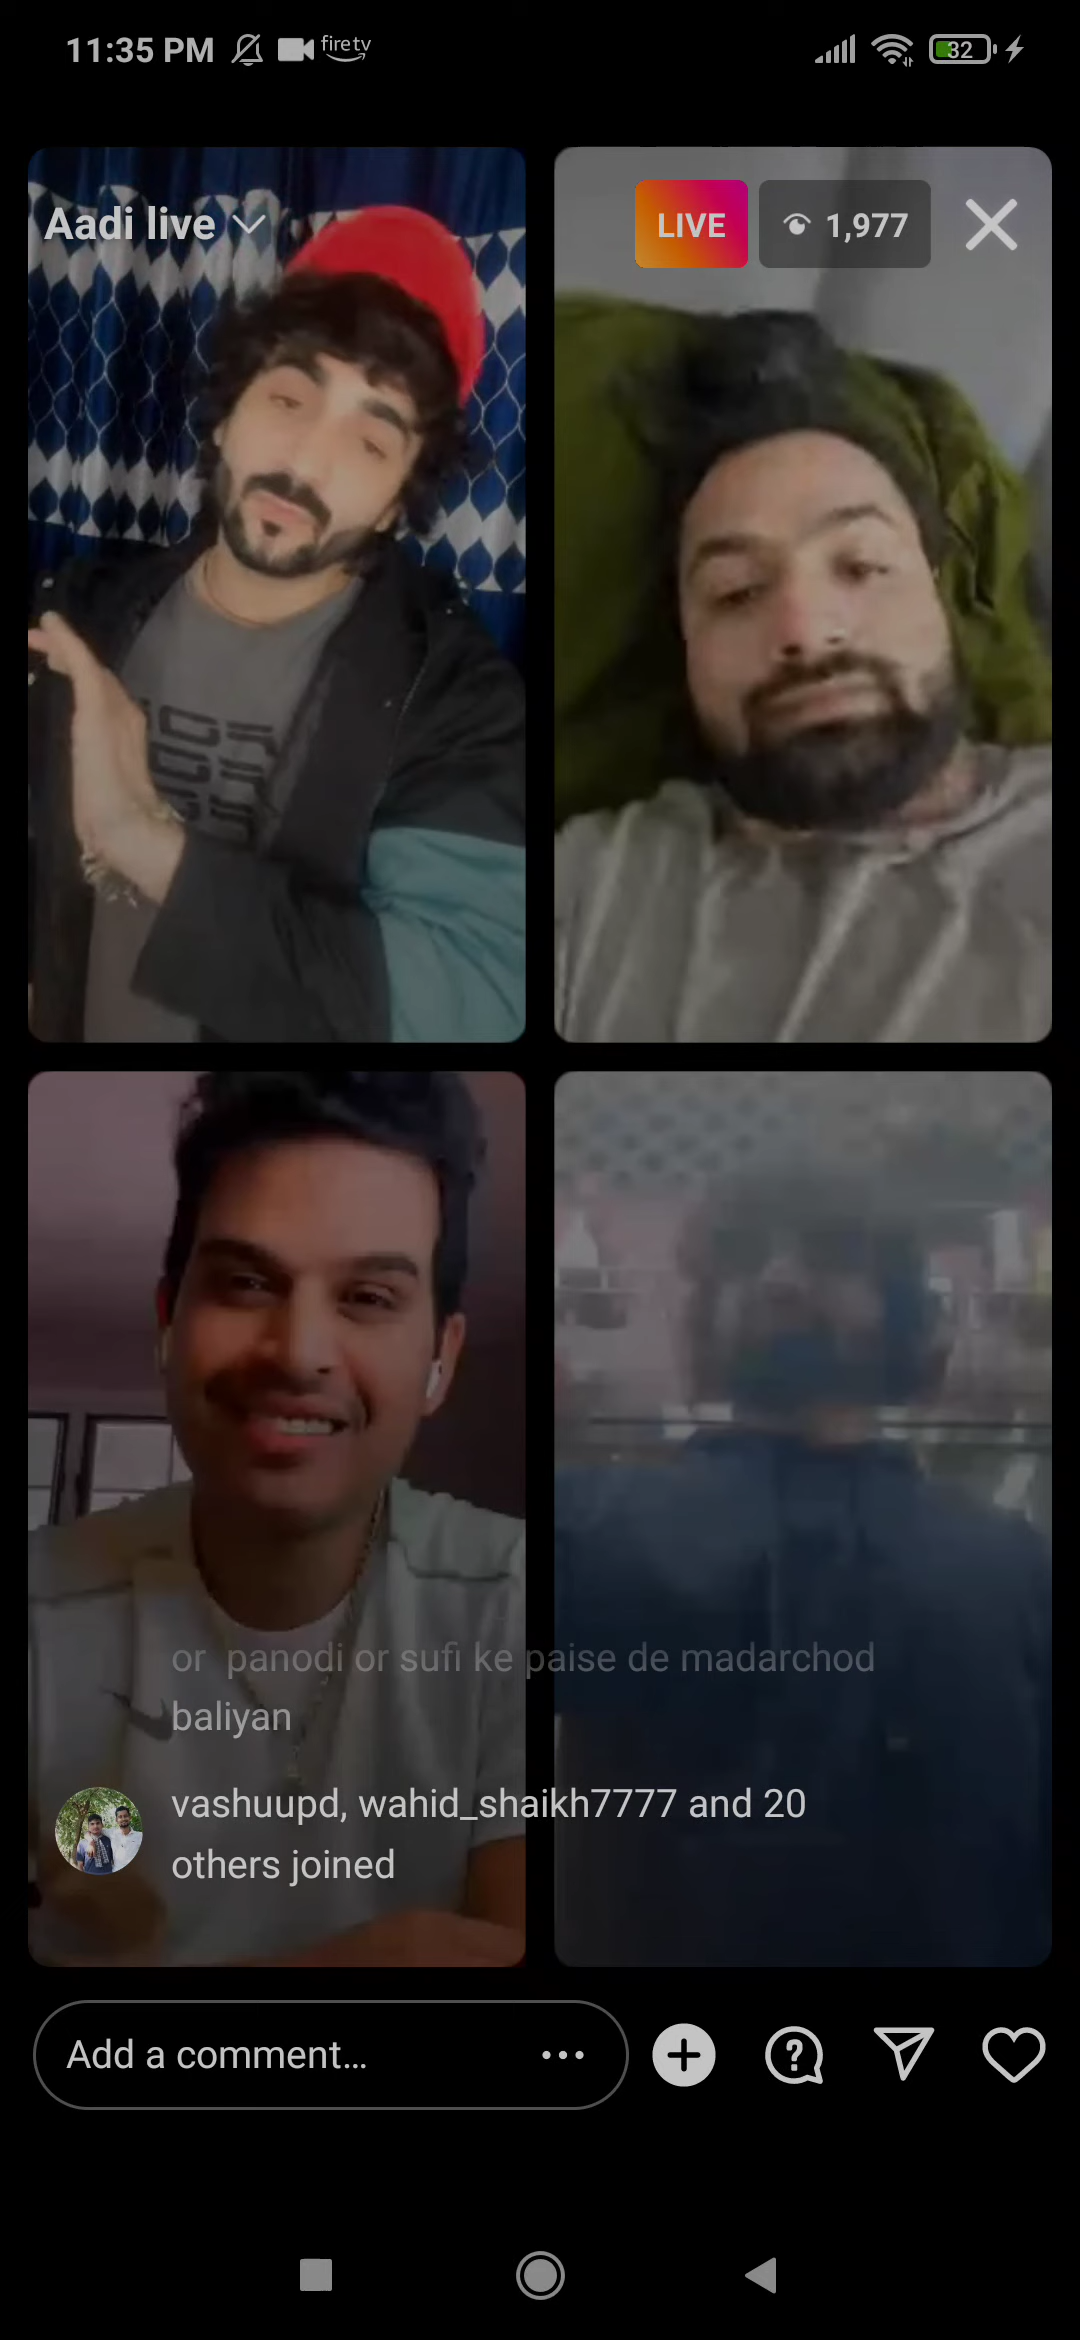 11:35 PM firetv 32
Aadi live
LIVE 1,977
or panodi or sufi ke paise de madarchod
baliyan
vashuupd, wahid_shaikh7777 and 20
others joined
Add a comment...